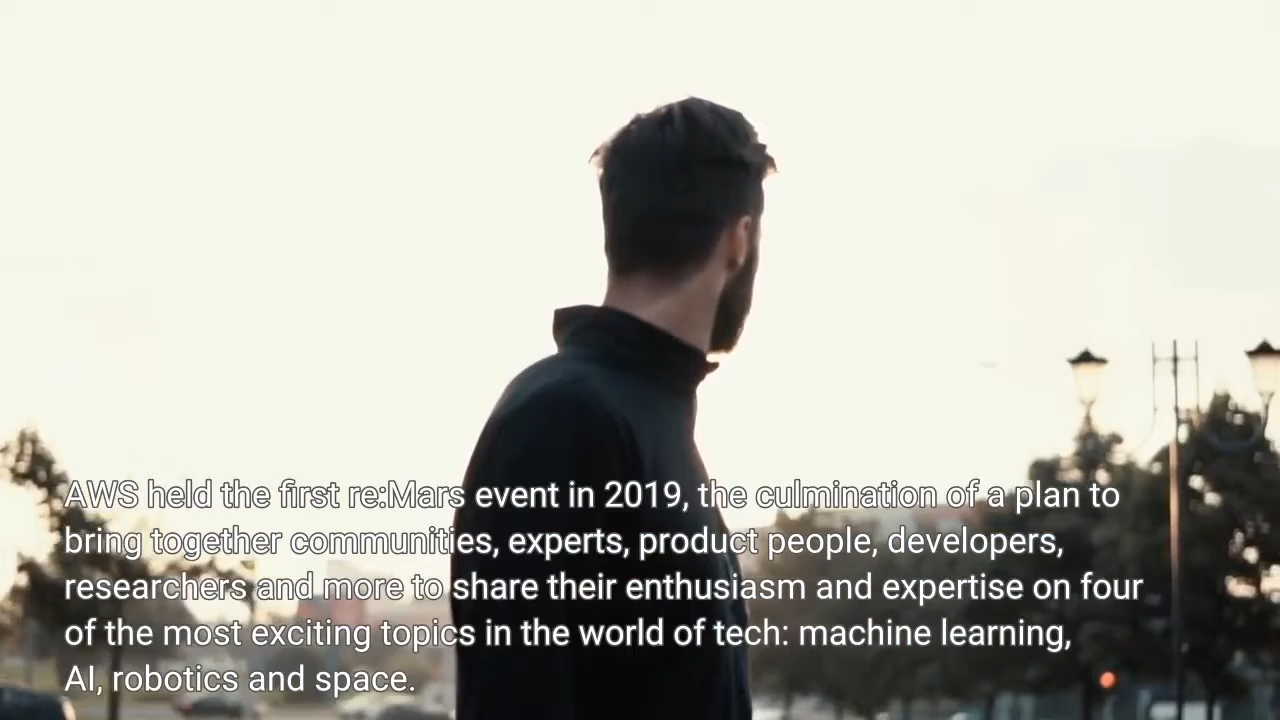 AWS held the first re:Mars event in 2019, the culmination of a plan to
bring together communities, experts, product people, developers,
researchers and more to share their enthusiasm and expertise on four
of the most exciting topics in the world of tech: machine learning,
AI, robotics and space.